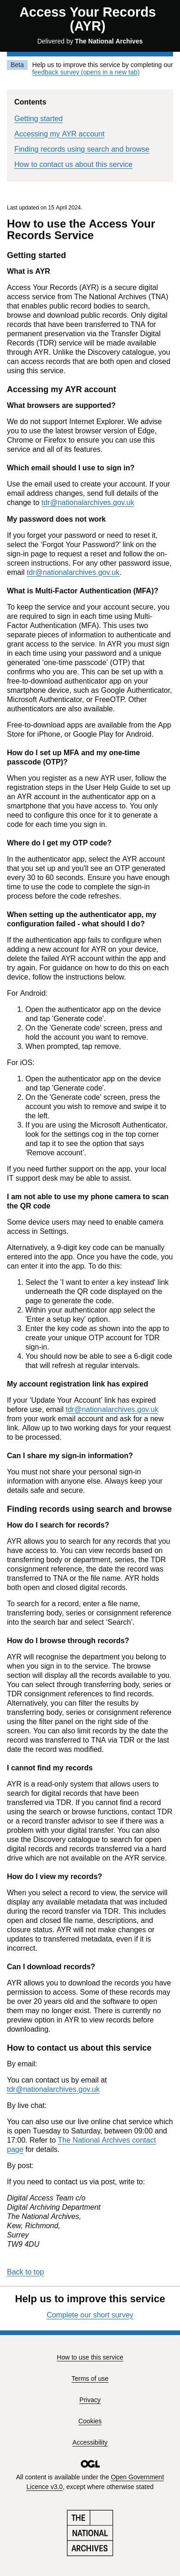 Access Your Records
(AYR)
Delivered by The National Archives
Beta
Help us to improve this service by completing our
feedback survey (opens in a new tab)
Contents
Getting started
Accessing my AYR account
Finding records using search and browse
How to contact us about this service
Last updated on 15 April 2024.
How to use the Access Your
Records Service
Getting started
What is AYR
Access Your Records (AYR) is a secure digital
access service from The National Archives (TNA)
that enables public record bodies to search,
browse and download public records. Only digital
records that have been transferred to TNA for
permanent preservation via the Transfer Digital
Records (TDR) service will be made available
through AYR. Unlike the Discovery catalogue, you
can access records that are both open and closed
using this service.
Accessing my AYR account
What browsers are supported?
We do not support Internet Explorer. We advise
you to use the latest browser version of Edge,
Chrome or Firefox to ensure you can use this
service and all of its features.
Which email should I use to sign in?
Use the email used to create your account. If your
email address changes, send full details of the
change to tdr@nationalarchives.gov.uk
My password does not work
If you forget your password or need to reset it,
select the 'Forgot Your Password?' link on the
sign-in page to reset it and follow the on-
screen instructions. For any other password issue,
email tdr@nationalarchives.gov.uk.
What is Multi-Factor Authentication (MFA)?
To keep the service and your account secure, you
are required to sign in each time using Multi-
Factor Authentication (MFA). This uses two
separate pieces of information to authenticate and
grant access to the service. In AYR you must sign
in each time using your password and a unique
generated 'online temporary passcode' (OTP) that
confirms who you are. This can be set up with a
free to download authenticator app on your
smartphone device, such as Google Authenticator,
Microsoft Authenticator, or FreeOTP. Other
authenticators are also available.
Free-to-download apps are available from the App
Store for iPhone, or Google Play for Android.
How do I set up MFA and my one-time
passcode (OTP)?
When you register as a new AYR user, follow the
registration steps in the User Help Guide to set up
an AYR account in the authenticator app on a
smartphone that you have access to. You only
need to configure this once for it to generate a
code each time you sign in.
Where do I get my OTP code?
In the authenticator app, select the AYR account
that you set up and you'll see an OTP generated
every 30 to 60 seconds. Ensure you have enough
time to use the code to complete the sign-in
process before the code refreshes.
When setting up the authenticator app, my
configuration failed - what should I do?
If the authentication app fails to configure when
adding a new account for AYR on your device,
delete the failed AYR account within the app and
try again. For guidance on how to do this on each
device, follow the instructions below.
For Android:
1. Open the authenticator app on the device
and tap 'Generate code'.
2. On the 'Generate code' screen, press and
hold the account you want to remove.
3. When prompted, tap remove.
For iOS:
1. Open the authenticator app on the device
and tap 'Generate code'.
2. On the 'Generate code' screen, press the
account you wish to remove and swipe it to
the left.
3. If you are using the Microsoft Authenticator,
look for the settings cog in the top corner
and tap it to see the option that says
'Remove account'.
If you need further support on the app, your local
IT support desk may be able to assist.
I am not able to use my phone camera to scan
the QR code
Some device users may need to enable camera
access in Settings.
Alternatively, a 9-digit key code can be manually
entered into the app. Once you have the code, you
can enter it into the app. To do this:
1. Select the 'I want to enter a key instead' link
underneath the QR code displayed on the
page to generate the code.
2. Within your authenticator app select the
'Enter a setup key' option.
3. Enter the key code as shown into the app to
create your unique OTP account for TDR
sign-in.
4. You should now be able to see a 6-digit code
that will refresh at regular intervals.
My account registration link has expired
If your 'Update Your Account' link has expired
before use, email tdr@nationalarchives.gov.uk
from your work email account and ask for a new
link. Allow up to two working days for your request
to be processed.
Can I share my sign-in information?
You must not share your personal sign-in
information with anyone else. Always keep your
details safe and secure.
Finding records using search and browse
How do I search for records?
AYR allows you to search for any records that you
have access to. You can view records based on
transferring body or department, series, the TDR
consignment reference, the date the record was
transferred to TNA or the file name. AYR holds
both open and closed digital records.
To search for a record, enter a file name,
transferring body, series or consignment reference
into the search bar and select 'Search'.
How do I browse through records?
AYR will recognise the department you belong to
when you sign in to the service. The browse
section will display all the records available to you.
You can select through transferring body, series or
TDR consignment references to find records.
Alternatively, you can filter the results by
transferring body, series or consignment reference
using the filter panel on the right side of the
screen. You can also limit records by the date the
record was transferred to TNA via TDR or the last
date the record was modified.
I cannot find my records
AYR is a read-only system that allows users to
search for digital records that have been
transferred via TDR. If you cannot find a record
using the search or browse functions, contact TDR
or a record transfer advisor to see if there was a
problem with your digital transfer. You can also
use the Discovery catalogue to search for open
digital records and records transferred via a hard
drive which are not available on the AYR service.
How do I view my records?
When you select a record to view, the service will
display any transferred metadata that was included
during the record transfer via TDR. This includes
open and closed file name, descriptions, and
closure status. AYR will not make changes or
updates to transferred metadata, even if it is
incorrect.
Can I download records?
AYR allows you to download the records you have
permission to access. Some of these records may
be over 20 years old and the software to open
them may no longer exist. There is currently no
preview option in AYR to view records before
downloading.
How to contact us about this service
By email:
You can contact us by email at
tdr@nationalarchives.gov.uk
By live chat:
You can also use our live online chat service which
is open Tuesday to Saturday, between 09:00 and
17:00. Refer to The National Archives contact
page for details.
By post:
If you need to contact us via post, write to:
Digital Access Team c/o
Digital Archiving Department
The National Archives,
Kew, Richmond,
Surrey
TW9 4DU
Back to top
Help us to improve this service
Complete our short survey
How to use this service
Terms of use
Privacy
Cookies
Accessibility
OGL
All content is available under the Open Government
Licence v3.0, except where otherwise stated
THE
NATIONAL
ARCHIVES